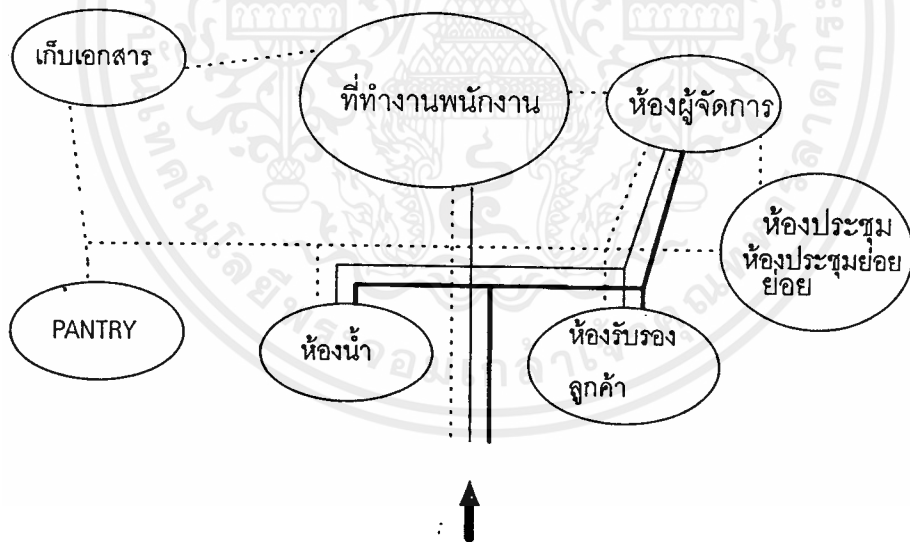 เก็บเอกสาร
ที่ทำงานพนักงาน
ห้องผู้จัดการ
ห้องประชุม
ห้องประชุมย่อย
ย่อย
PANTRY
ห้องน้ำ
ห้องรับรอง
ลูกค้า